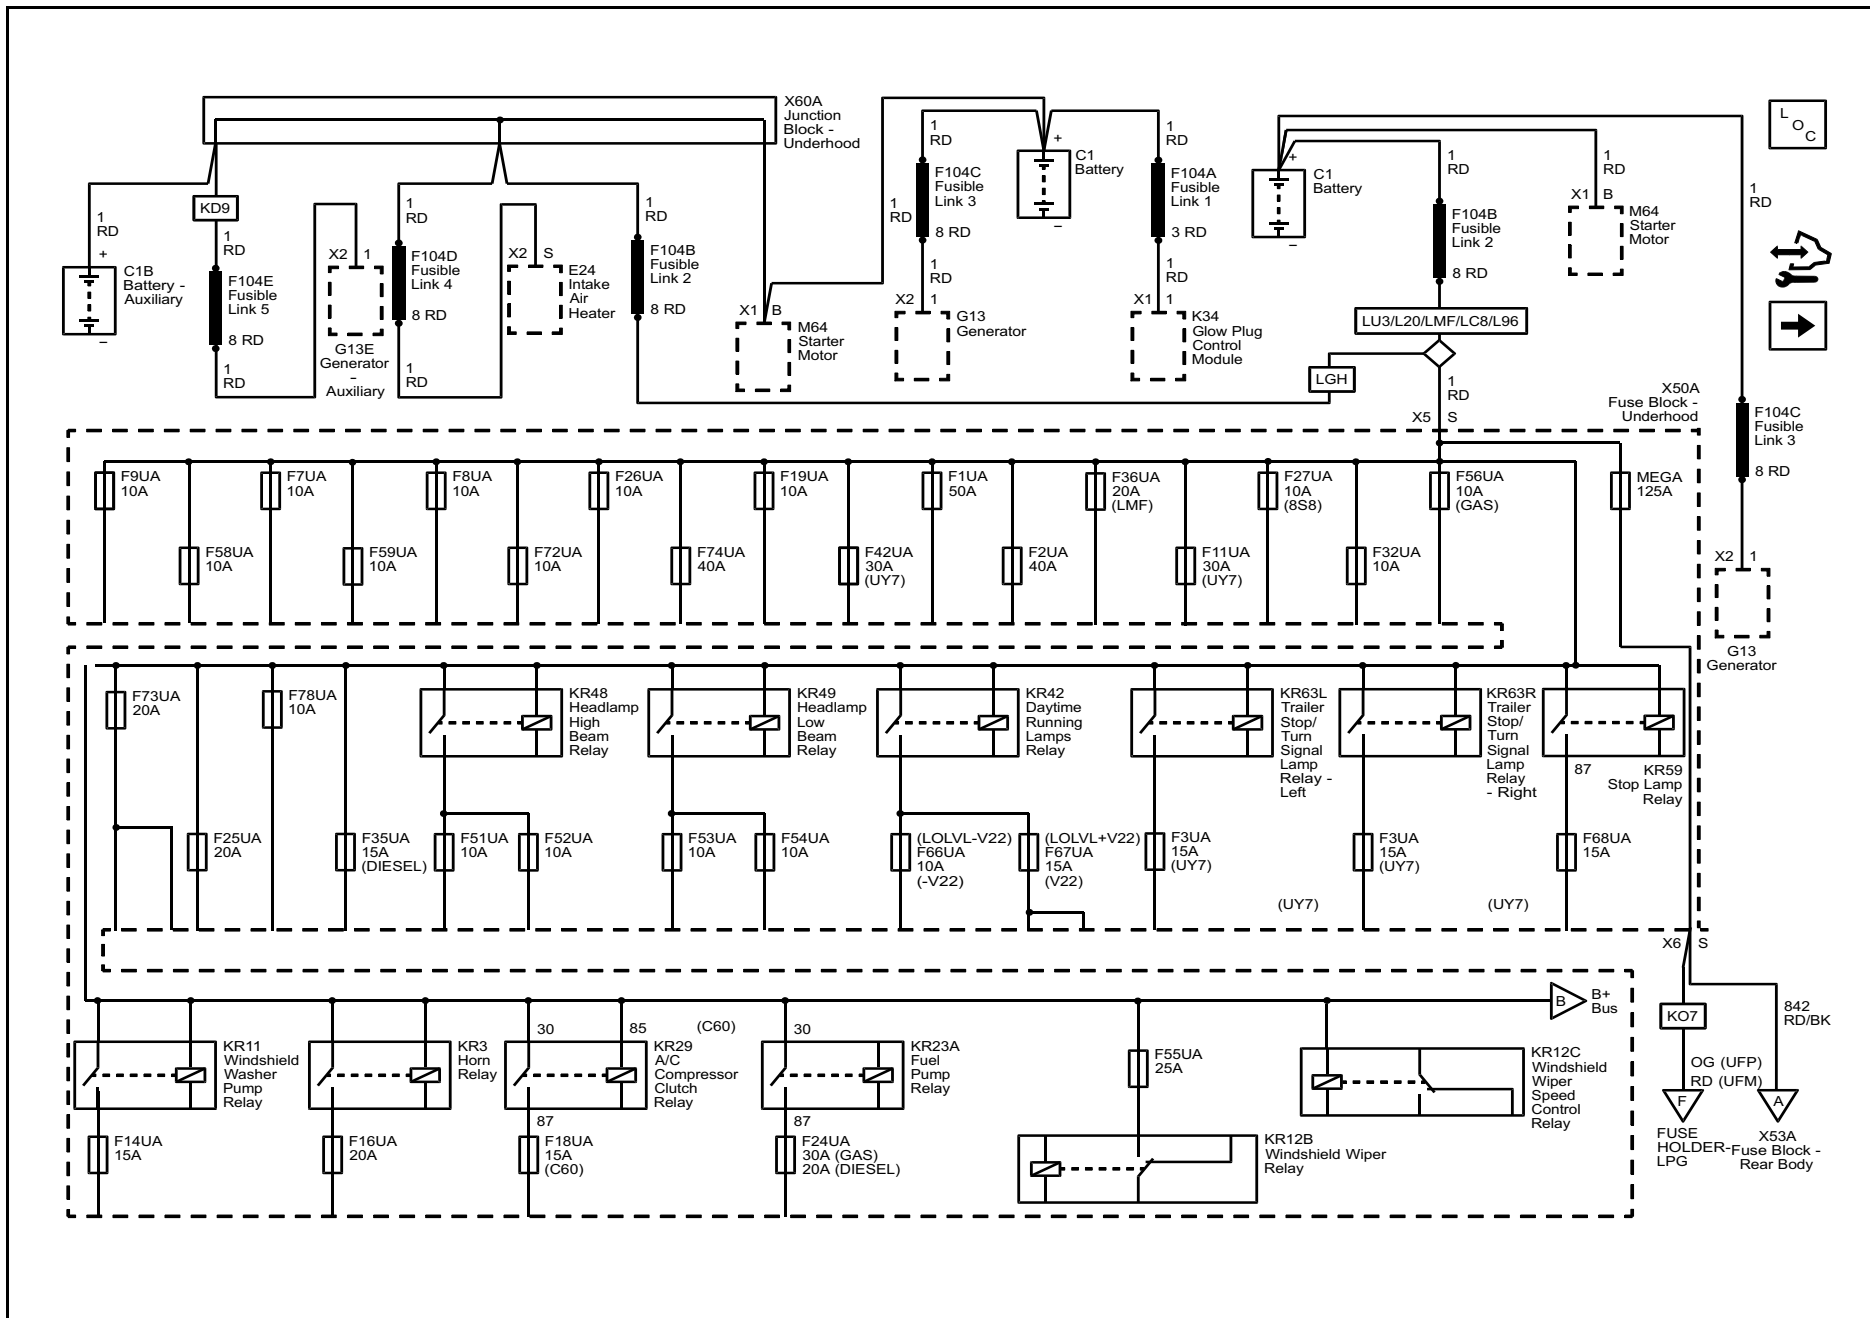 X60A
Junction
Block -
Underhood
1
RD
+
C1B
Battery -
Auxiliary
–
KD9
1
RD
F104E
Fusible
Link 5
8 RD
1
RD
X2 1
G13E
Generator
-
Auxiliary
1
RD
F104D
Fusible
Link 4
8 RD
1
RD
X2 S
E24
Intake
Air
Heater
1
RD
F104B
Fusible
Link 2
8 RD
X1 B
M64
Starter
Motor
1
RD
1
RD
F104C
Fusible
Link 3
8 RD
1
RD
X2 1
G13
Generator
+
C1
Battery
–
1
RD
F104A
Fusible
Link 1
3 RD
1
RD
X1 1
K34
Glow Plug
Control
Module
+
C1
Battery
–
1
RD
F104B
Fusible
Link 2
8 RD
LU3/L20/LMF/LC8/L96
LGH
1
RD
X5 S
1
RD
X1 B
M64
Starter
Motor
1
RD
L
O
C
X50A
Fuse Block -
Underhood
F104C
Fusible
Link 3
8 RD
X2 1
G13
Generator
F9UA
10A
F7UA
10A
F8UA
10A
F26UA
10A
F19UA
10A
F1UA
50A
F36UA
20A
(LMF)
F27UA
10A
(8S8)
F56UA
10A
(GAS)
MEGA
125A
F58UA
10A
F59UA
10A
F72UA
10A
F74UA
40A
F42UA
30A
(UY7)
F2UA
40A
F11UA
30A
(UY7)
F32UA
10A
F73UA
20A
F78UA
10A
KR48
Headlamp
High
Beam
Relay
KR49
Headlamp
Low
Beam
Relay
KR42
Daytime
Running
Lamps
Relay
KR63L
Trailer
Stop/
Turn
Signal
Lamp
Relay -
Left
KR63R
Trailer
Stop/
Turn
Signal
Lamp
Relay
- Right
87
KR59
Stop Lamp
Relay
F25UA
20A
F35UA
15A
(DIESEL)
F51UA
10A
F52UA
10A
F53UA
10A
F54UA
10A
(LOLVL-V22)
F66UA
10A
(-V22)
(LOLVL+V22)
F67UA
15A
(V22)
F3UA
15A
(UY7)
F3UA
15A
(UY7)
F68UA
15A
(UY7)
(UY7)
X6 S
B
B+
Bus
KR11
Windshield
Washer
Pump
Relay
F14UA
15A
KR3
Horn
Relay
F16UA
20A
30
85
(C60)
KR29
A/C
Compressor
Clutch
Relay
87
F18UA
15A
(C60)
30
KR23A
Fuel
Pump
Relay
87
F24UA
30A (GAS)
20A (DIESEL)
F55UA
25A
KR12B
Windshield Wiper
Relay
KR12C
Windshield
Wiper
Speed
Control
Relay
KO7
842
RD/BK
OG (UFP)
RD (UFM)
F
FUSE
HOLDER-
LPG
A
X53A
Fuse Block -
Rear Body